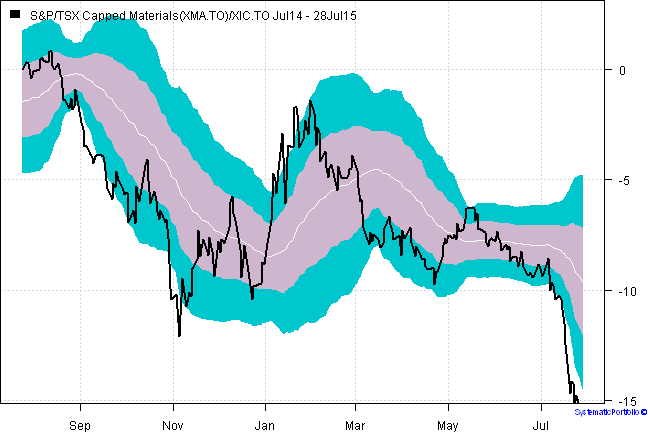 S&P/TSX Capped Materials(XMA.TO)/XIC.TO Jul14 - 28Jul15
0
-5
-10
-15
Sep Nov Jan Mar May Jul
SystematicPortfolio ©